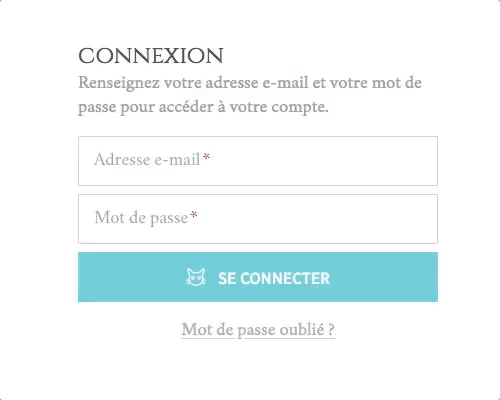 CONNEXION
Renseignez votre adresse e-mail et votre mot de
passe pour accéder à votre compte.
Adresse e-mail*
Mot de passe*
SE CONNECTER
Mot de passe oublié ?